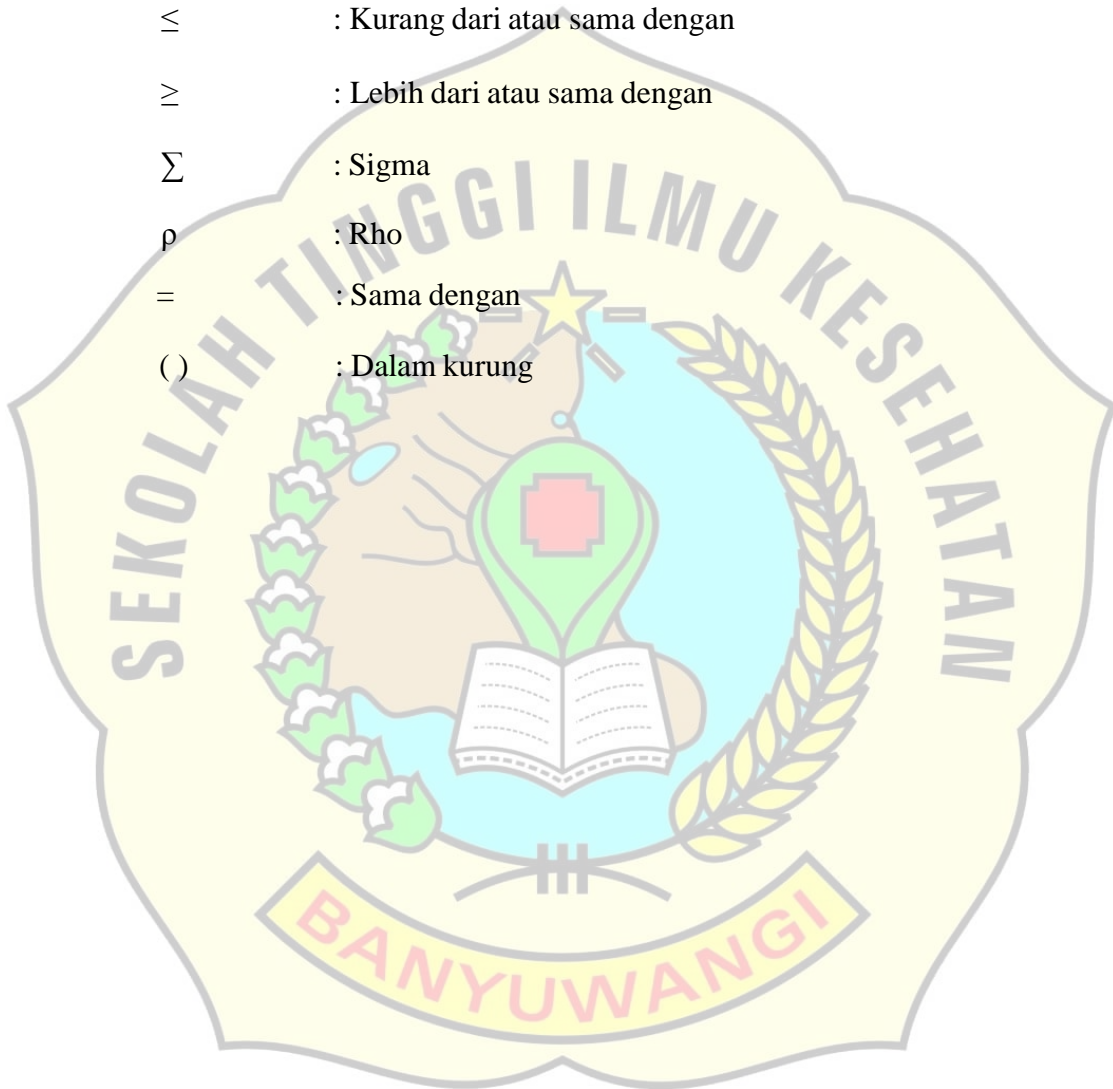 ≤ : Kurang dari atau sama dengan
≥ : Lebih dari atau sama dengan
∑ : Sigma
ρ : Rho
= : Sama dengan
( ) : Dalam kurung
SEKOLAH TINGGI ILMU KESEHATAN
BANYUWANGI